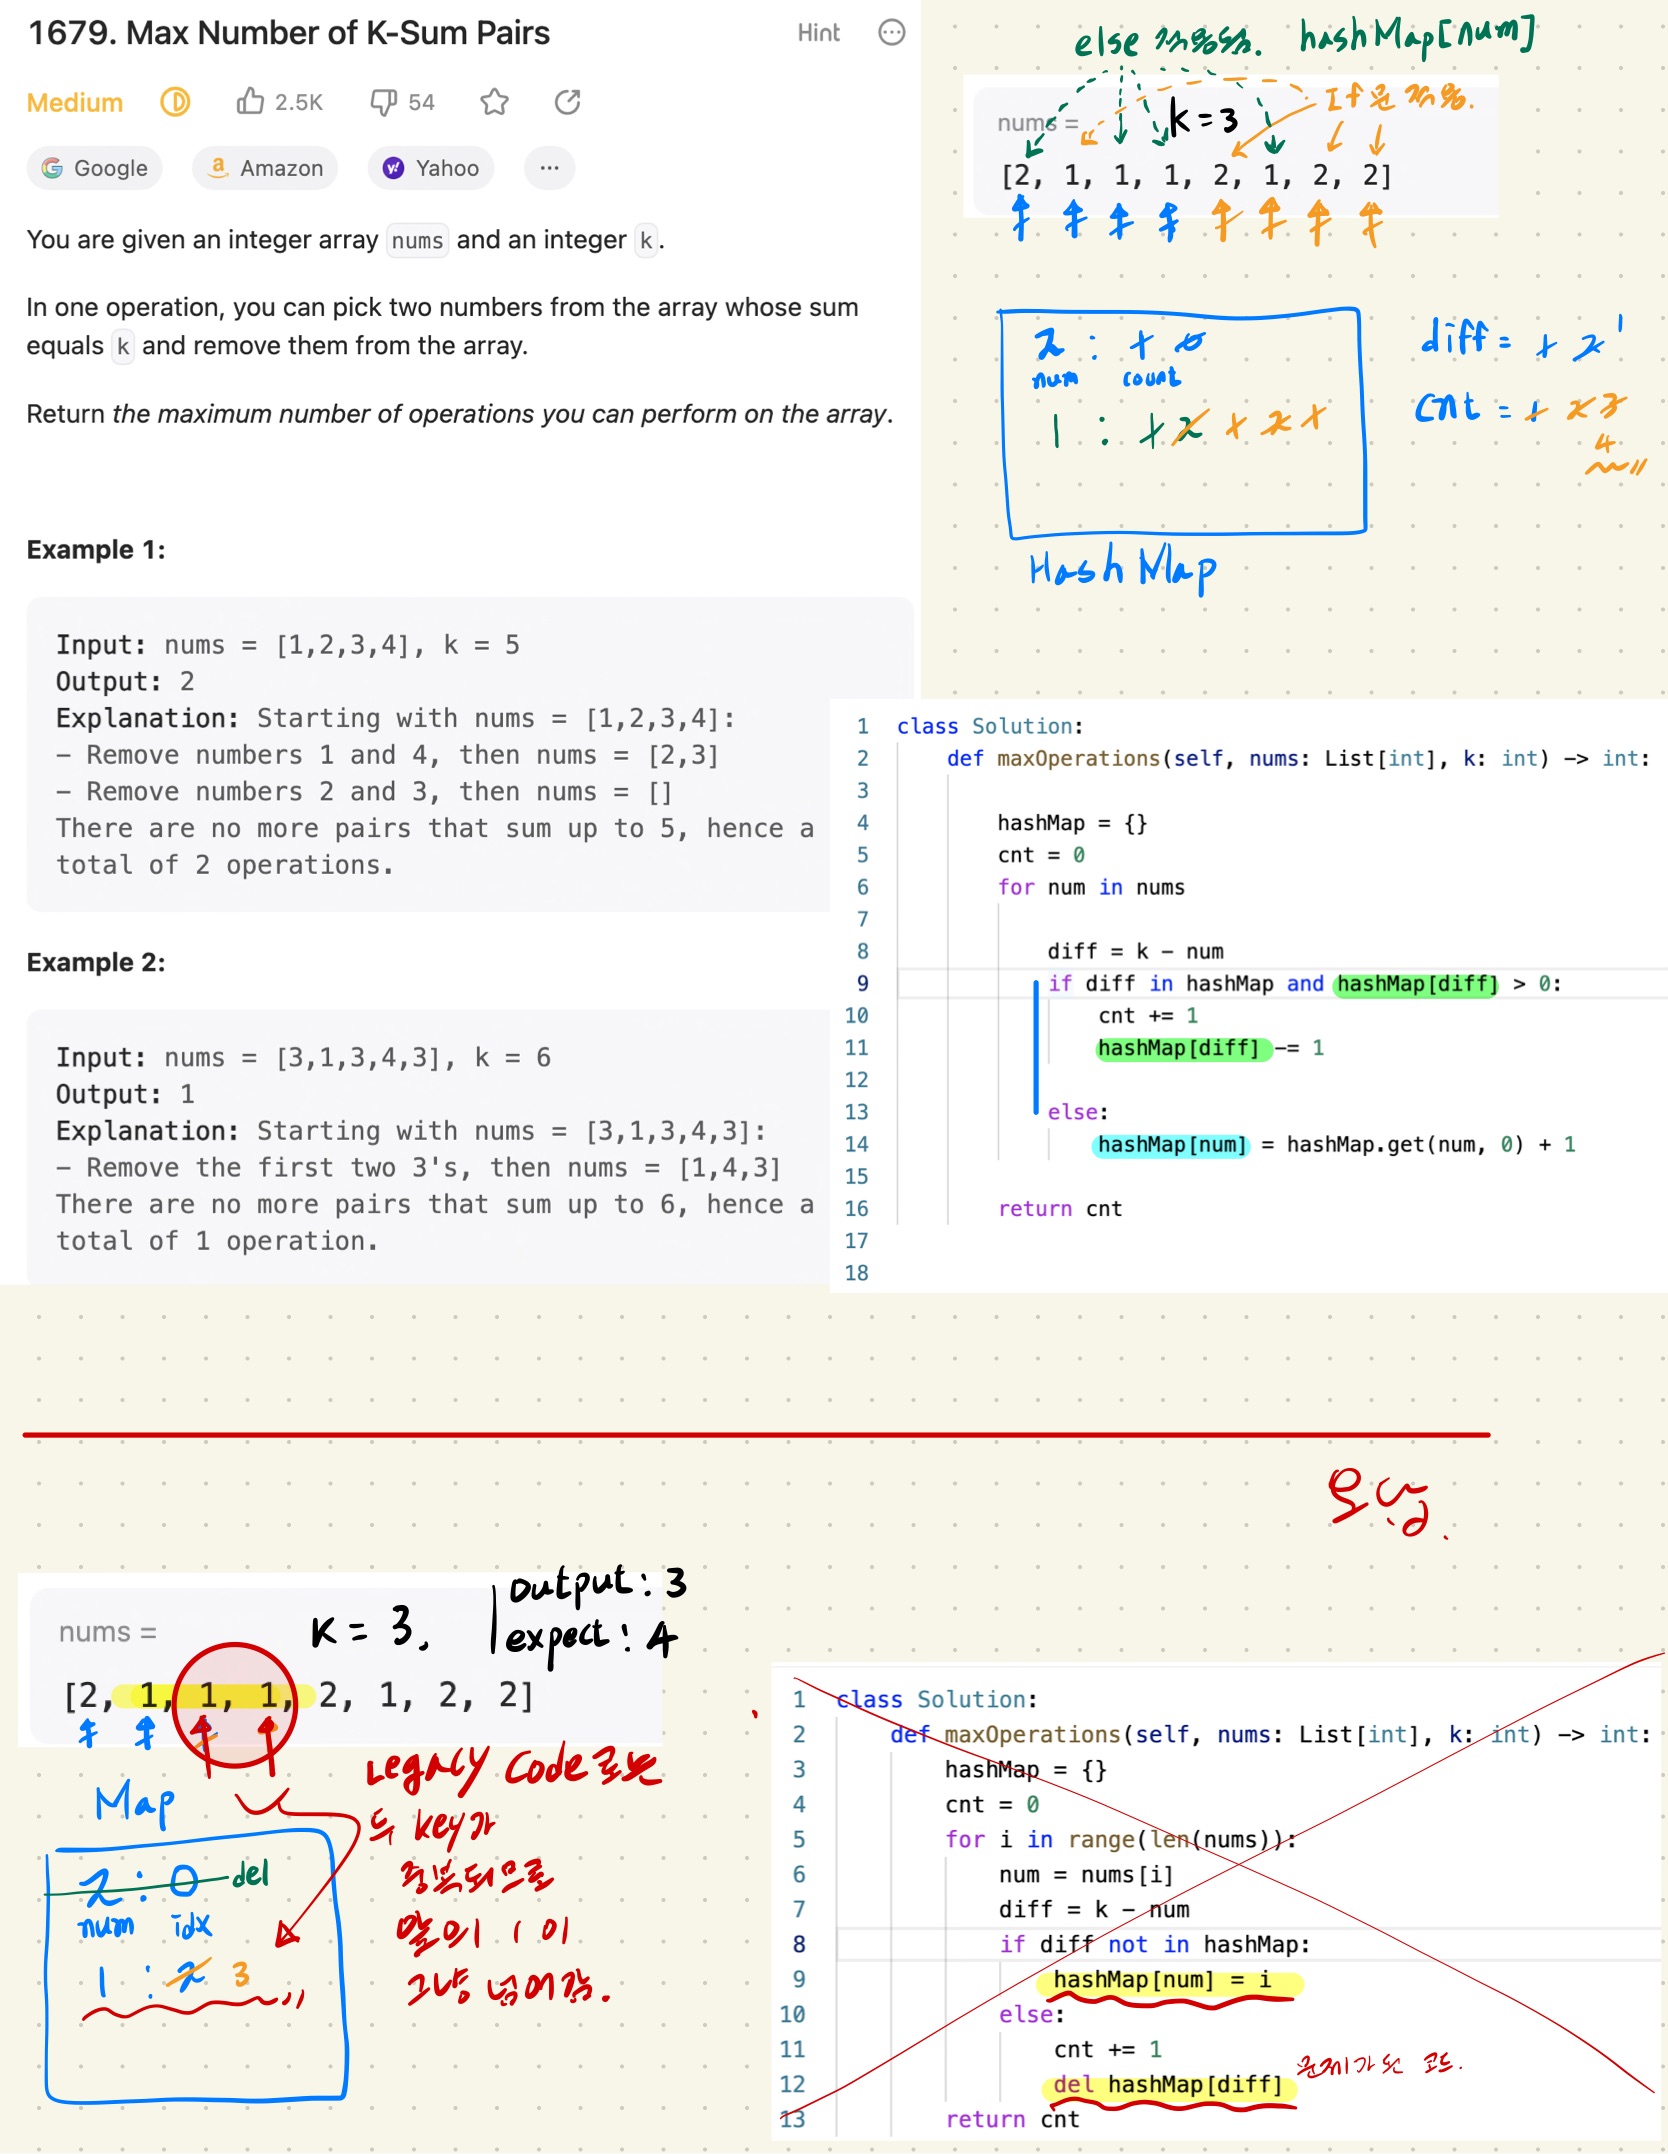 1679. Max Number of K-Sum Pairs
Hint
Medium 2.5K 54
Google Amazon Yahoo ...
You are given an integer array nums and an integer k.
In one operation, you can pick two numbers from the array whose sum
equals k and remove them from the array.
Return the maximum number of operations you can perform on the array.
Example 1:
Input: nums = [1,2,3,4], k = 5
Output: 2
Explanation: Starting with nums = [1,2,3,4]:
- Remove numbers 1 and 4, then nums = [2,3]
- Remove numbers 2 and 3, then nums = []
There are no more pairs that sum up to 5, hence a
total of 2 operations.
Example 2:
Input: nums = [3,1,3,4,3], k = 6
Output: 1
Explanation: Starting with nums = [3,1,3,4,3]:
- Remove the first two 3's, then nums = [1,4,3]
There are no more pairs that sum up to 6, hence a
total of 1 operation.
else 적용됨. hashMap[num]
If문 적용.
nums = k = 3
[2, 1, 1, 1, 2, 1, 2, 2]
2 : 1 0
num count
1 : 1 2 1 2 1
HashMap
diff = 1 2 1
cnt = 1 2 3
4
1 class Solution:
2 def maxOperations(self, nums: List[int], k: int) -> int:
3
4 hashMap = {}
5 cnt = 0
6 for num in nums
7
8 diff = k - num
9 if diff in hashMap and hashMap[diff] > 0:
10 cnt += 1
11 hashMap[diff] -= 1
12
13 else:
14 hashMap[num] = hashMap.get(num, 0) + 1
15
16 return cnt
17
18
오답.
nums = K = 3,
output: 3
expect: 4
[2, 1, 1, 1, 2, 1, 2, 2]
Map
2 : 0 del
num idx
1 : 2 3
Legacy Code로는
두 key가
중복되므로
앞의 1이
그냥 넘어감.
1 class Solution:
2 def maxOperations(self, nums: List[int], k: int) -> int:
3 hashMap = {}
4 cnt = 0
5 for i in range(len(nums)):
6 num = nums[i]
7 diff = k - num
8 if diff not in hashMap:
9 hashMap[num] = i
10 else:
11 cnt += 1
12 del hashMap[diff] 문제가 된 코드.
13 return cnt